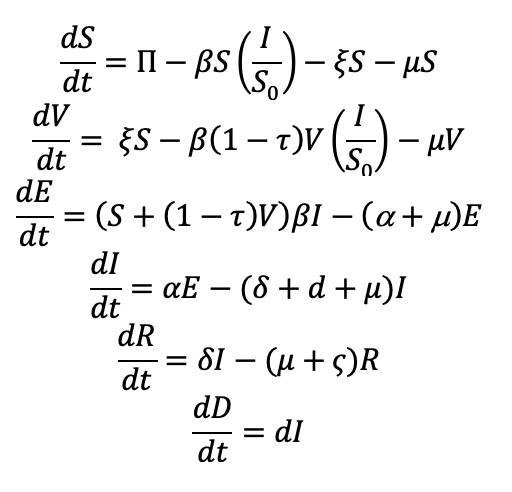 dS/dt = Π − βS(I/S₀) − ξS − μS
dV/dt = ξS − β(1 − τ)V(I/S₀) − μV
dE/dt = (S + (1 − τ)V)βI − (α + μ)E
dI/dt = αE − (δ + d + μ)I
dR/dt = δI − (μ + ς)R
dD/dt = dI